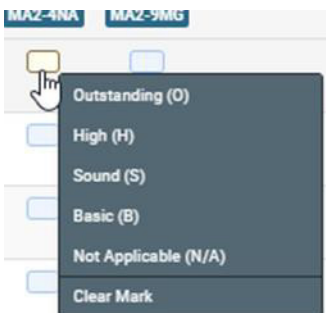 MA2-4NA MA2-9MG
Outstanding (O)
High (H)
Sound (S)
Basic (B)
Not Applicable (N/A)
Clear Mark